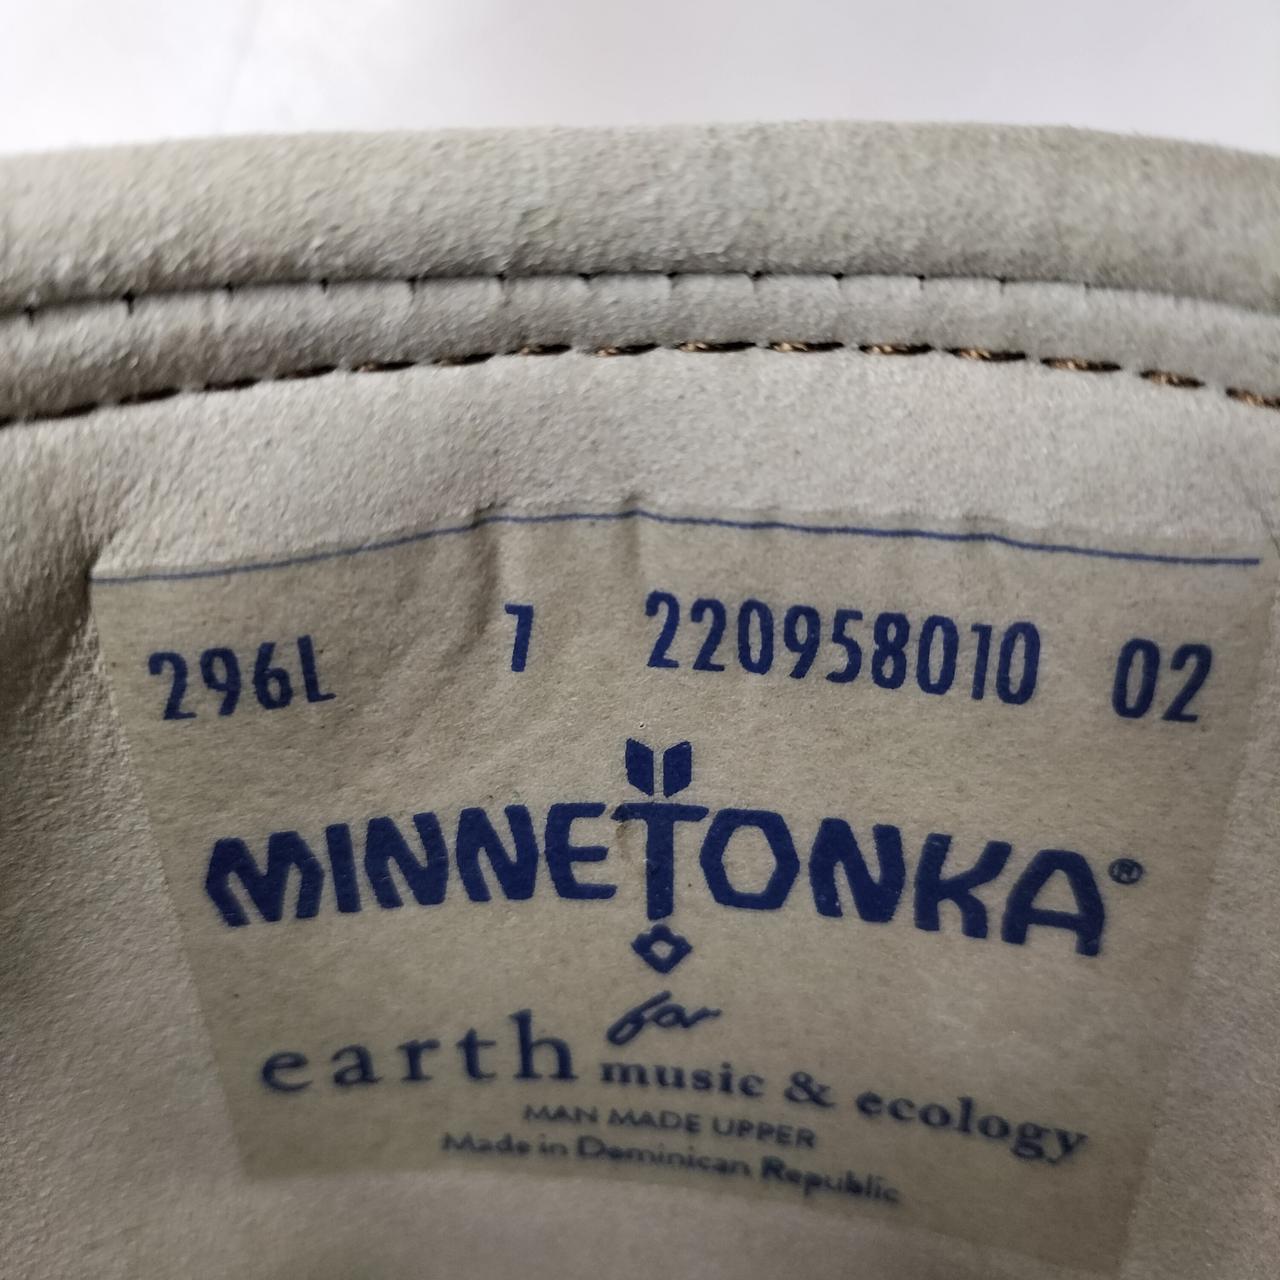 296L 7 220958010 02
MINNETONKA®
for
earth music & ecology
MAN MADE UPPER
Made in Dominican Republic